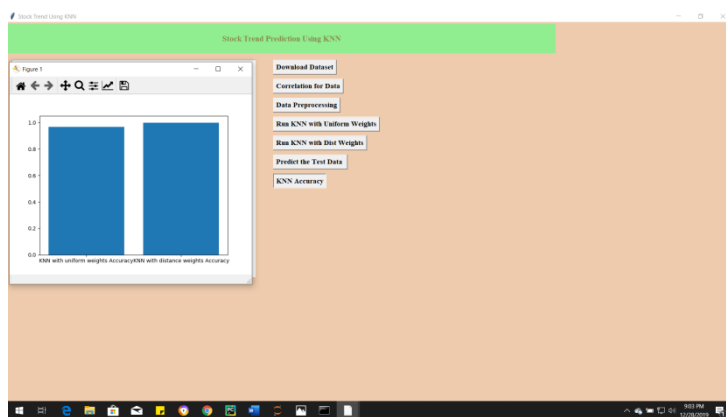 Stock Trend Using KNN
Stock Trend Prediction Using KNN
Figure 1
Download Dataset
Correlation for Data
Data Preprocessing
Run KNN with Uniform Weights
Run KNN with Dist Weights
Predict the Test Data
KNN Accuracy
1.0
0.8
0.6
0.4
0.2
0.0
KNN with uniform weights AccuracyKNN with distance weights Accuracy
9:03 PM
12/28/2019